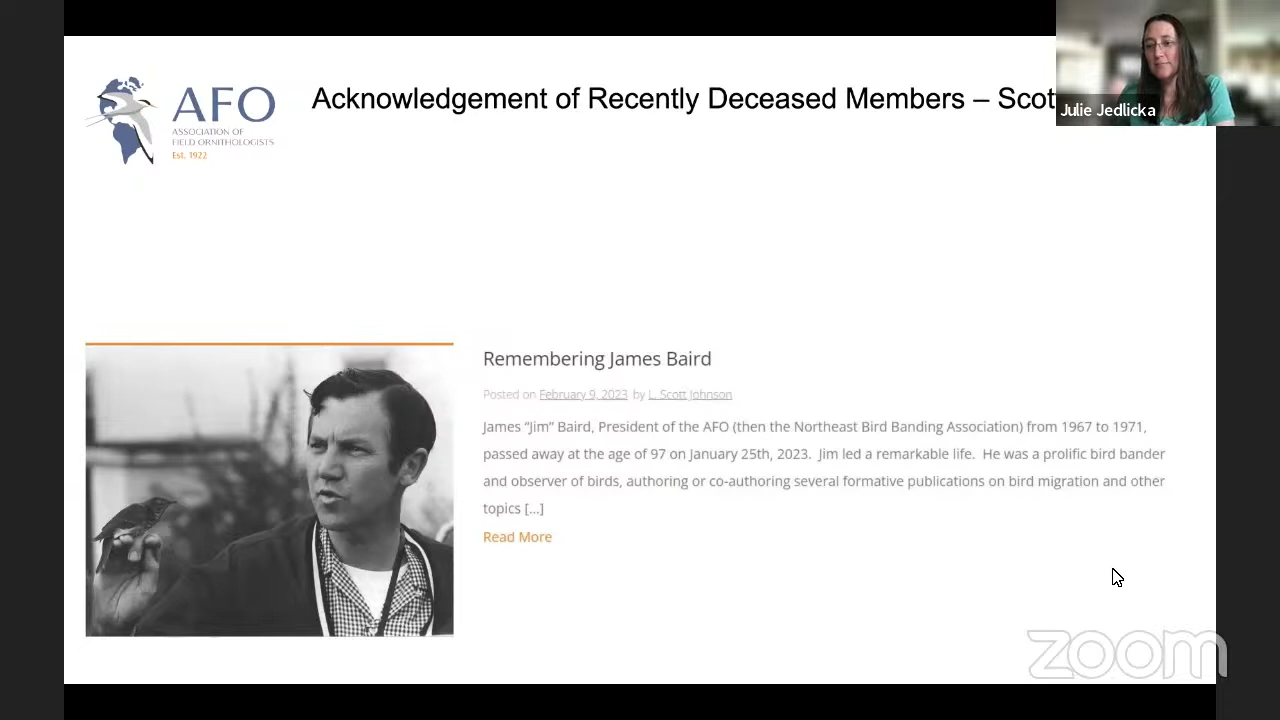 AFO
ASSOCIATION OF
FIELD ORNITHOLOGISTS
Est. 1922
Acknowledgement of Recently Deceased Members – Scot
Julie Jedlicka
Remembering James Baird
Posted on February 9, 2023 by L. Scott Johnson
James “Jim” Baird, President of the AFO (then the Northeast Bird Banding Association) from 1967 to 1971,
passed away at the age of 97 on January 25th, 2023. Jim led a remarkable life. He was a prolific bird bander
and observer of birds, authoring or co-authoring several formative publications on bird migration and other
topics [...]
Read More
zoom